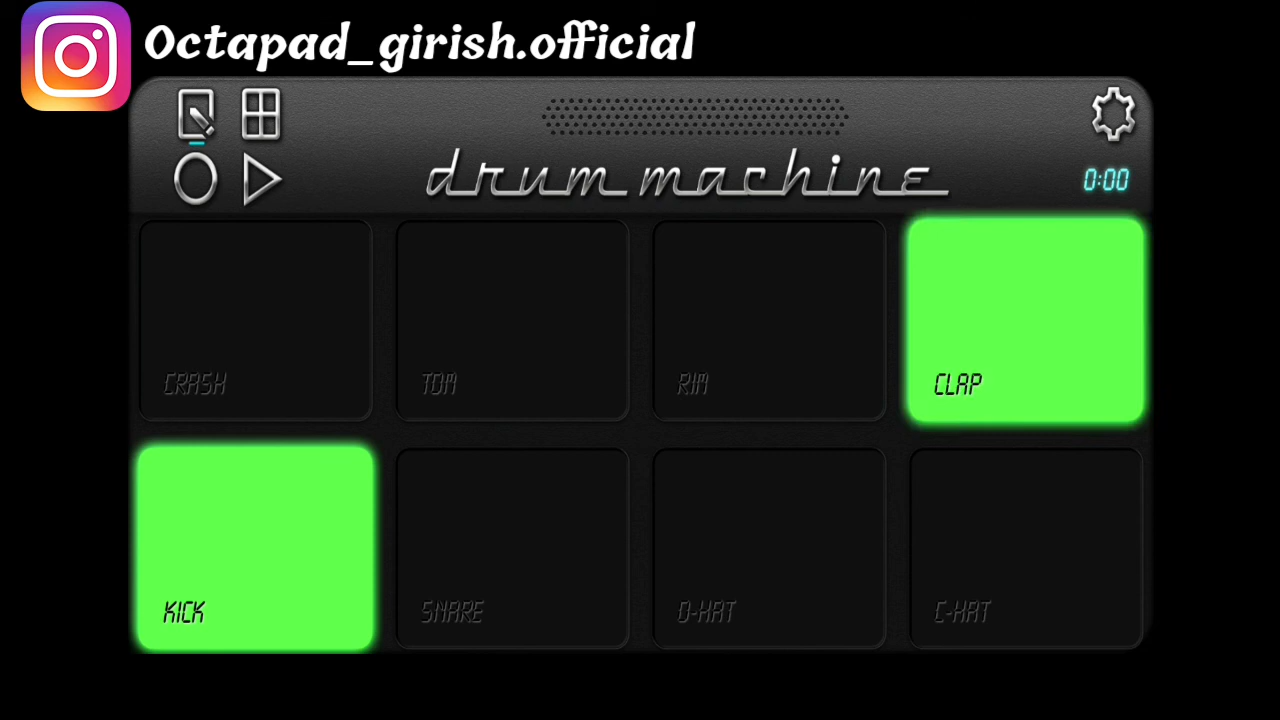 Octapad_girish.official
drum machine
0:00
CRASH
TOM
RIM
CLAP
KICK
SNARE
O-HAT
C-HAT